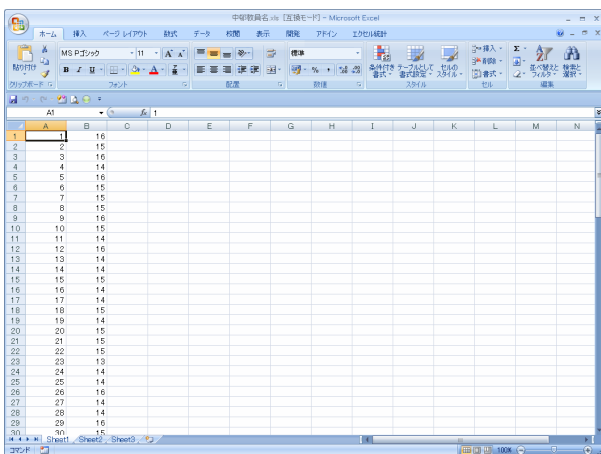 中卸教員名.xls [互換モード] - Microsoft Excel
ホーム 挿入 ページ レイアウト 数式 データ 校閲 表示 開発 アドイン エクセル統計
MS Pゴシック 11 標準 挿入 Σ
貼り付け B I U 条件付き書式 テーブルとして書式設定 セルのスタイル 削除 書式 並べ替えとフィルタ 検索と選択
クリップボード フォント 配置 数値 スタイル セル 編集
A1 fx 1
A B C D E F G H I J K L M N
1 1 16
2 2 15
3 3 16
4 4 14
5 5 16
6 6 15
7 7 15
8 8 15
9 9 16
10 10 15
11 11 14
12 12 16
13 13 14
14 14 14
15 15 15
16 16 14
17 17 14
18 18 15
19 19 14
20 20 15
21 21 15
22 22 15
23 23 13
24 24 14
25 25 14
26 26 16
27 27 14
28 28 14
29 29 16
30 30 15
Sheet1 Sheet2 Sheet3
コマンド 100%